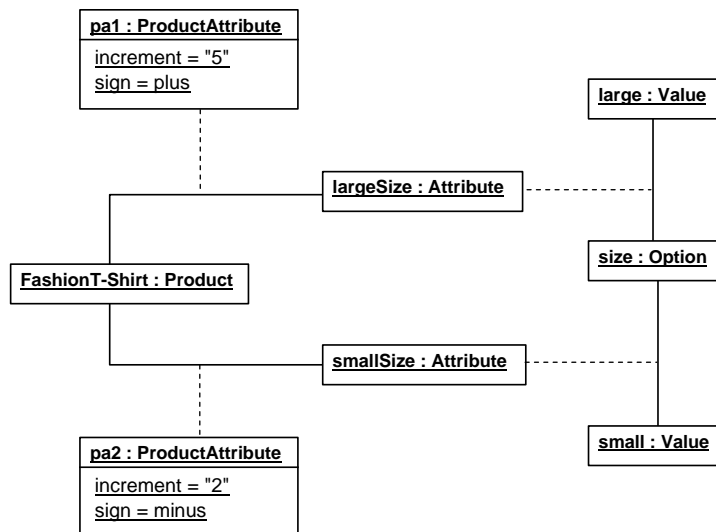 pa1 : ProductAttribute
increment = "5"
sign = plus
large : Value
largeSize : Attribute
FashionT-Shirt : Product
size : Option
smallSize : Attribute
small : Value
pa2 : ProductAttribute
increment = "2"
sign = minus